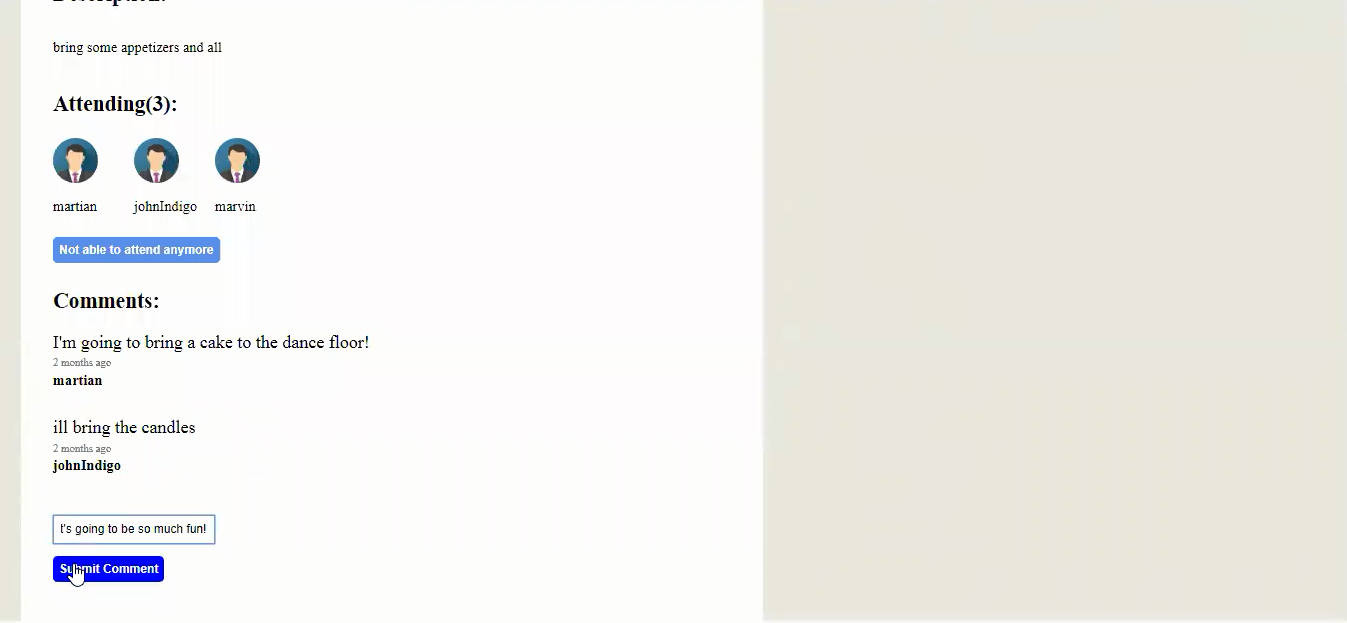 Description:
bring some appetizers and all
Attending(3):
martian johnIndigo marvin
Not able to attend anymore
Comments:
I'm going to bring a cake to the dance floor!
2 months ago
martian
ill bring the candles
2 months ago
johnIndigo
I's going to be so much fun!
Submit Comment